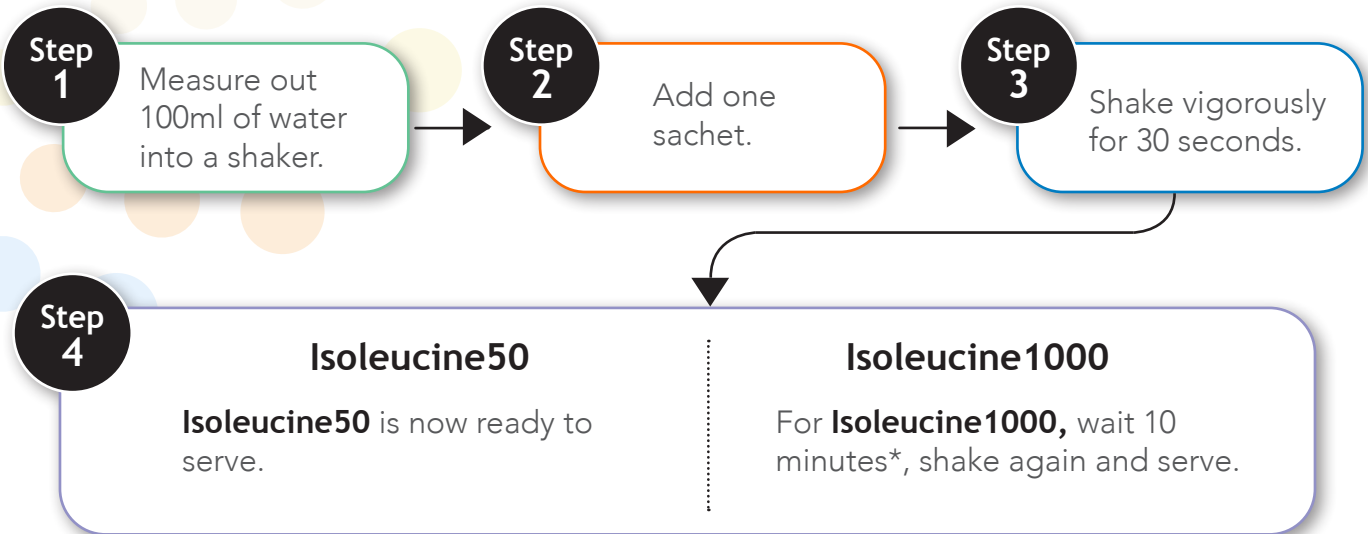 Step
1
Measure out
100ml of water
into a shaker.
Step
2
Add one
sachet.
Step
3
Shake vigorously
for 30 seconds.
Step
4
Isoleucine50
Isoleucine50 is now ready to
serve.
Isoleucine1000
For Isoleucine1000, wait 10
minutes*, shake again and serve.